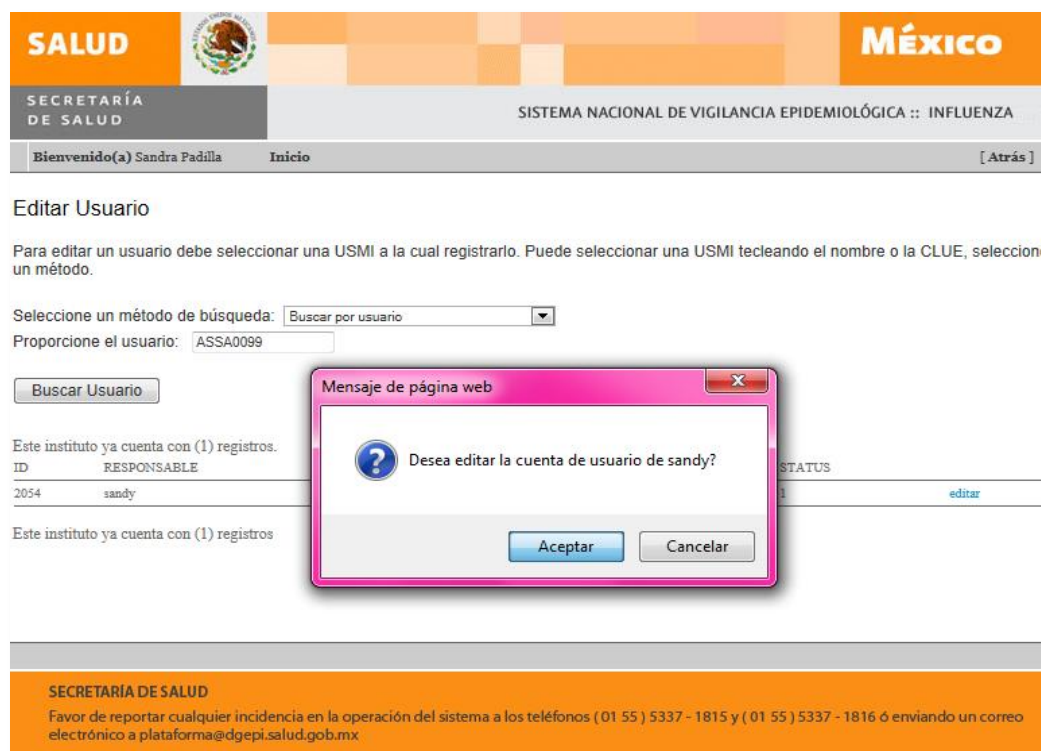 SALUD
MÉXICO
SECRETARÍA
DE SALUD
SISTEMA NACIONAL DE VIGILANCIA EPIDEMIOLÓGICA :: INFLUENZA
Bienvenido(a) Sandra Padilla Inicio [ Atrás ]
Editar Usuario
Para editar un usuario debe seleccionar una USMI a la cual registrarlo. Puede seleccionar una USMI tecleando el nombre o la CLUE, seleccion
un método.
Seleccione un método de búsqueda: Buscar por usuario
Proporcione el usuario: ASSA0099
Buscar Usuario
Mensaje de página web
Desea editar la cuenta de usuario de sandy?
Aceptar Cancelar
Este instituto ya cuenta con (1) registros.
ID RESPONSABLE STATUS
2054 sandy 1 editar
Este instituto ya cuenta con (1) registros
SECRETARÍA DE SALUD
Favor de reportar cualquier incidencia en la operación del sistema a los teléfonos ( 01 55 ) 5337 - 1815 y ( 01 55 ) 5337 - 1816 ó enviando un correo
electrónico a plataforma@dgepi.salud.gob.mx